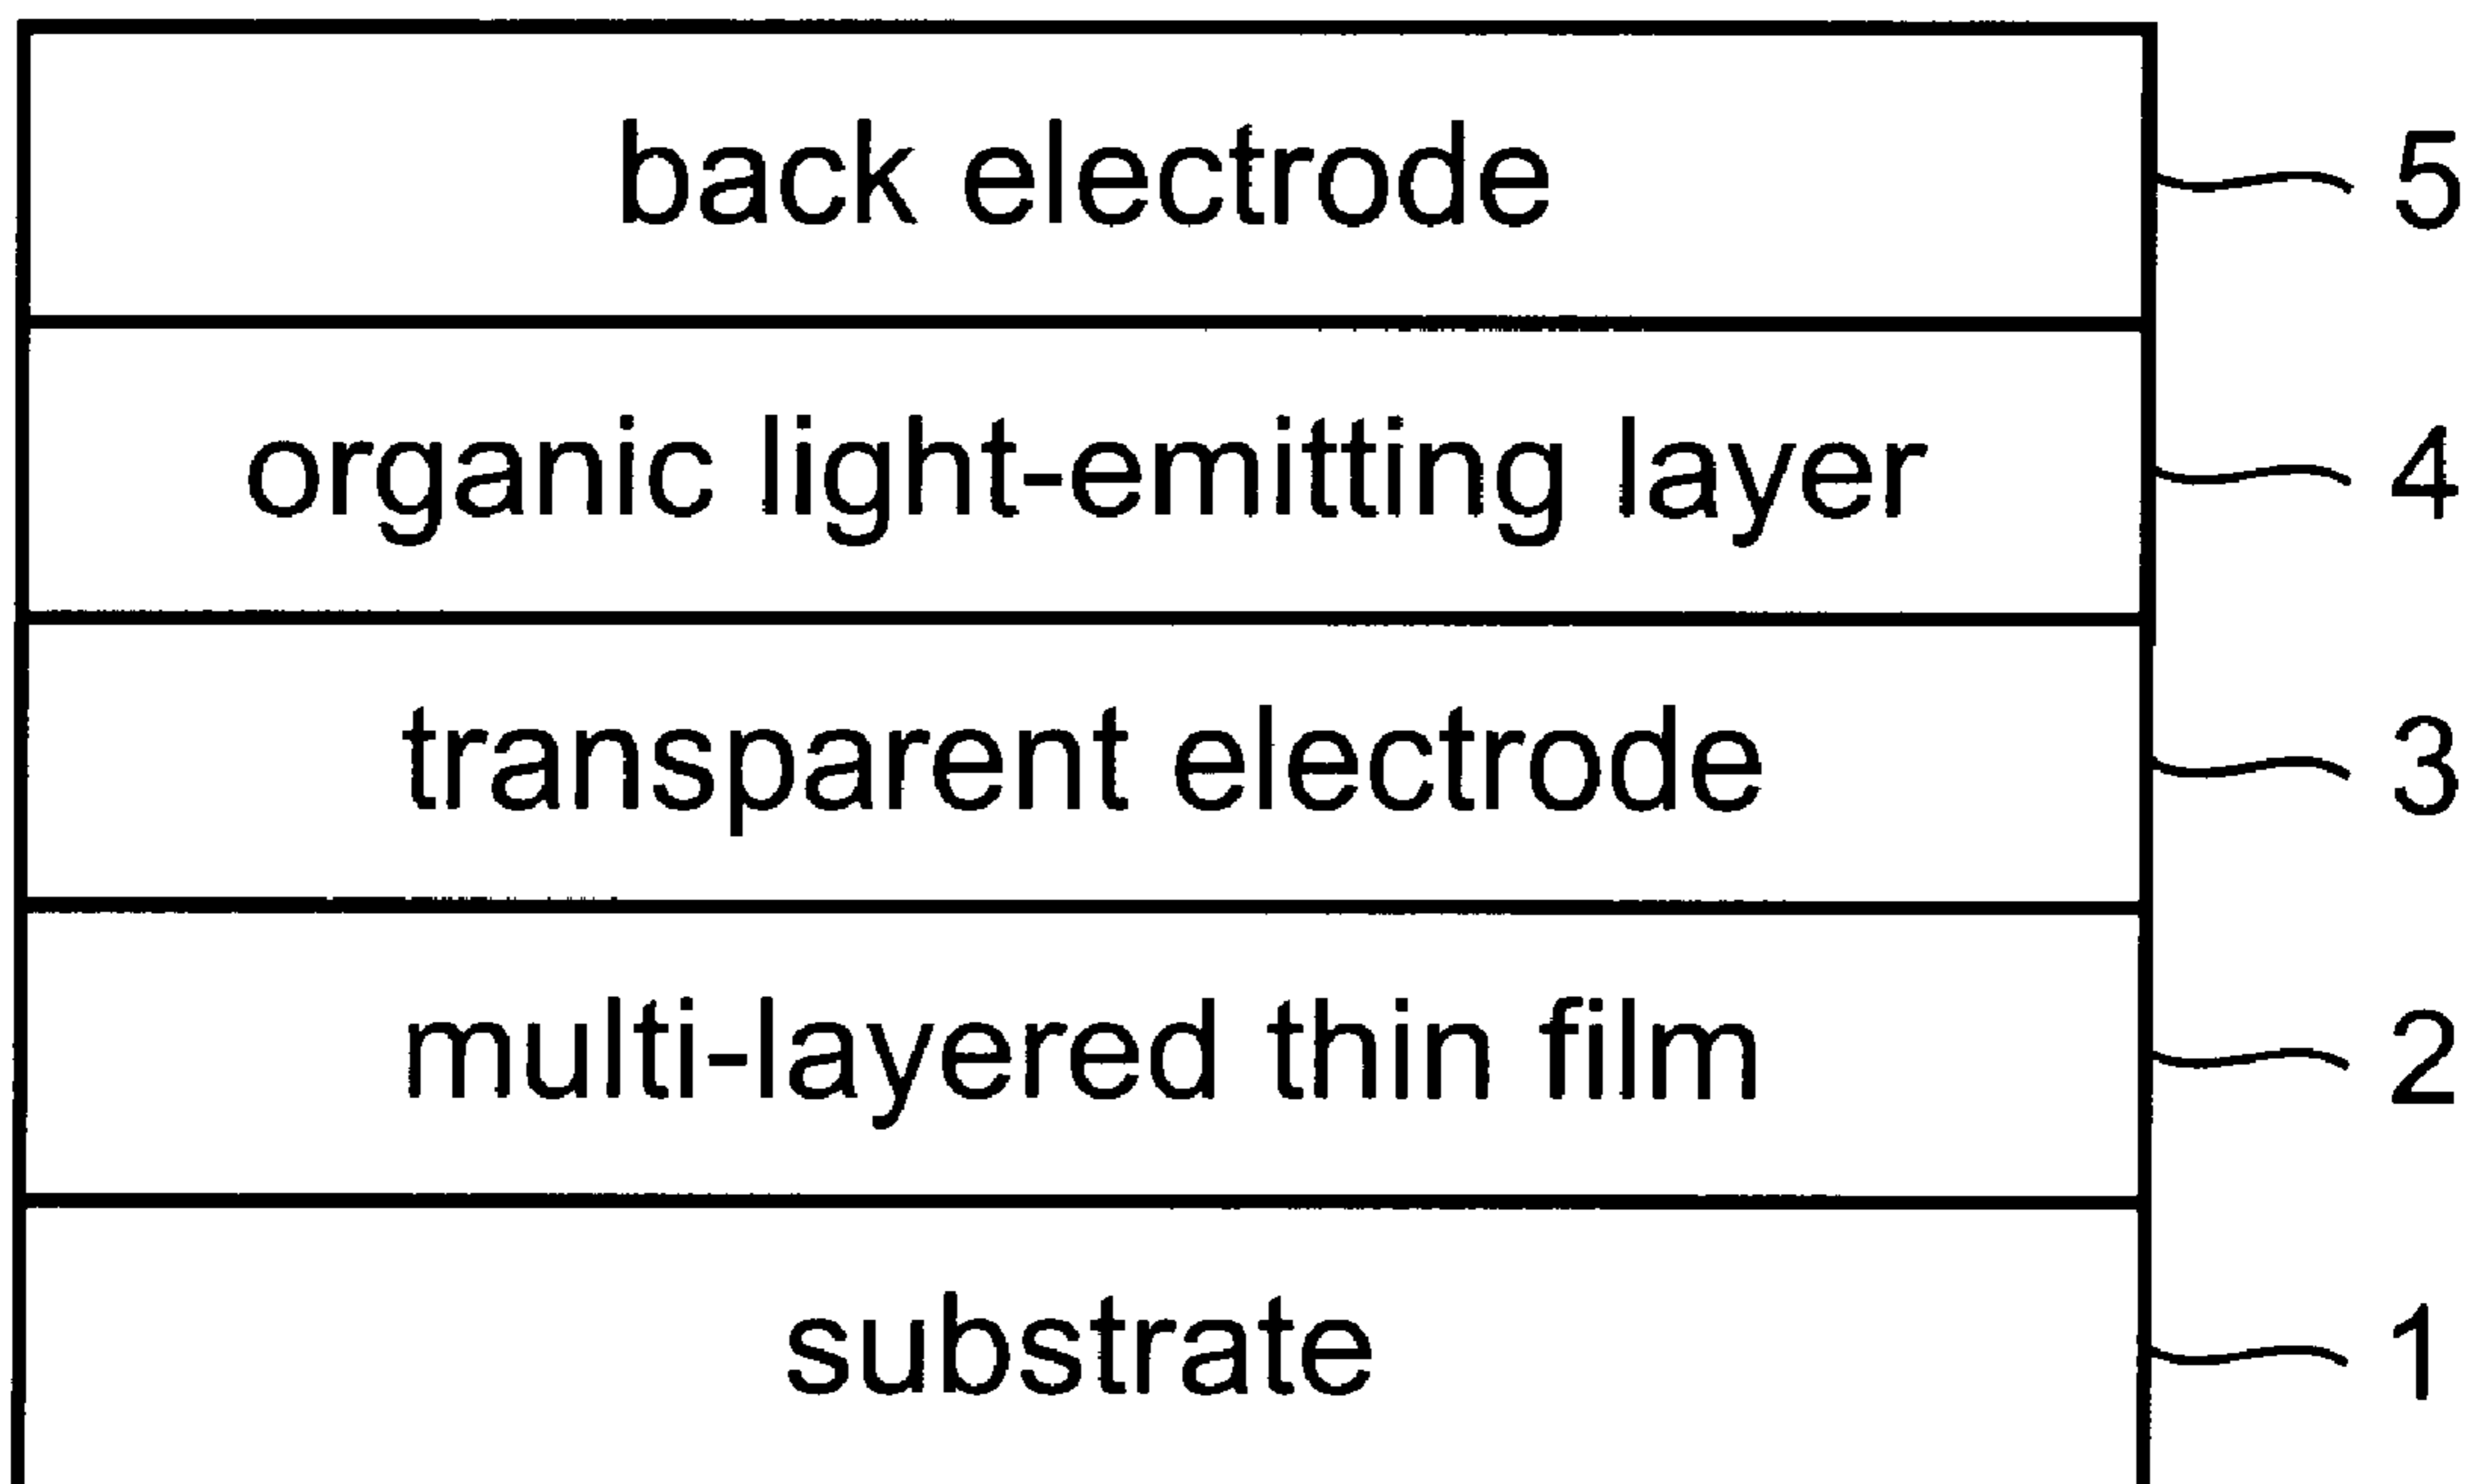 back electrode 5
organic light-emitting layer 4
transparent electrode 3
multi-layered thin film 2
substrate 1